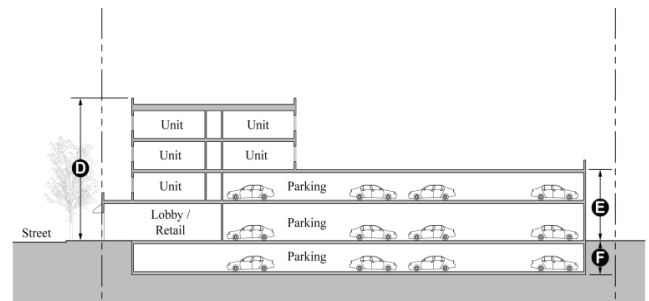 Unit Unit
Unit Unit
D
Unit Parking
E
Lobby / Parking
Retail
Street
Parking
F